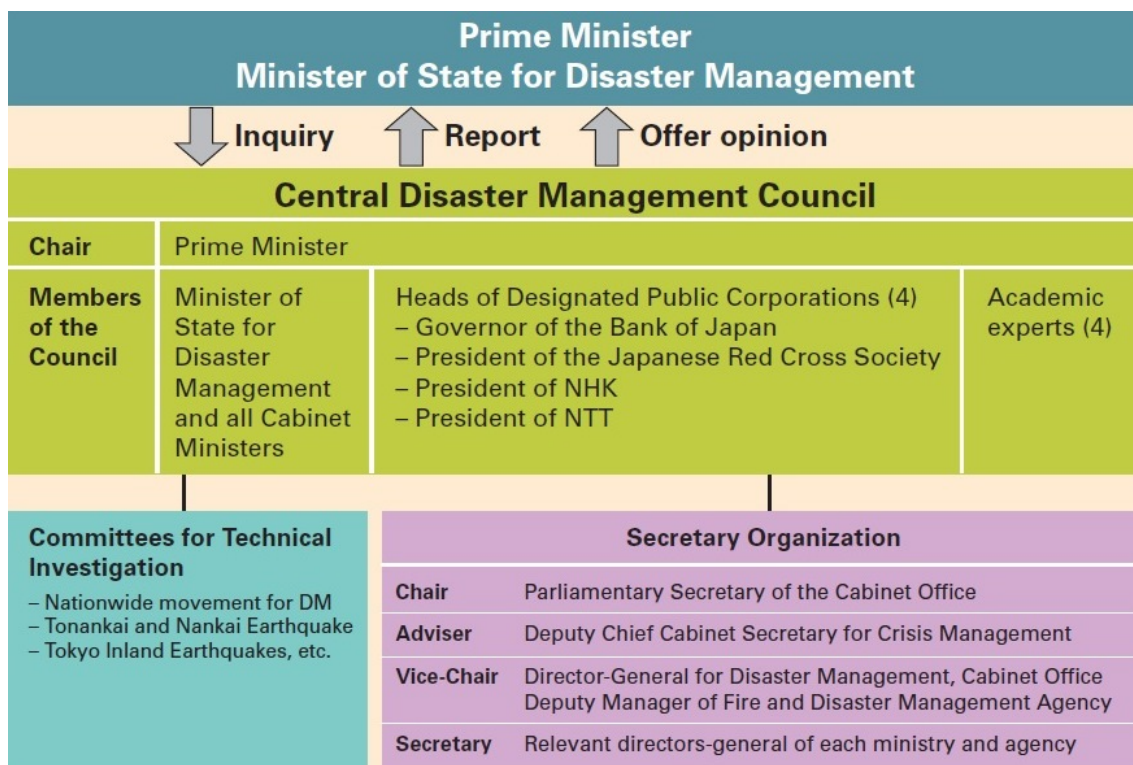 Prime Minister
Minister of State for Disaster Management
Inquiry
Report
Offer opinion
Central Disaster Management Council
Chair
Prime Minister
Members
of the
Council
Minister of
State for
Disaster
Management
and all Cabinet
Ministers
Heads of Designated Public Corporations (4)
– Governor of the Bank of Japan
– President of the Japanese Red Cross Society
– President of NHK
– President of NTT
Academic
experts (4)
Committees for Technical
Investigation
– Nationwide movement for DM
– Tonankai and Nankai Earthquake
– Tokyo Inland Earthquakes, etc.
Secretary Organization
Chair
Parliamentary Secretary of the Cabinet Office
Adviser
Deputy Chief Cabinet Secretary for Crisis Management
Vice-Chair
Director-General for Disaster Management, Cabinet Office
Deputy Manager of Fire and Disaster Management Agency
Secretary
Relevant directors-general of each ministry and agency